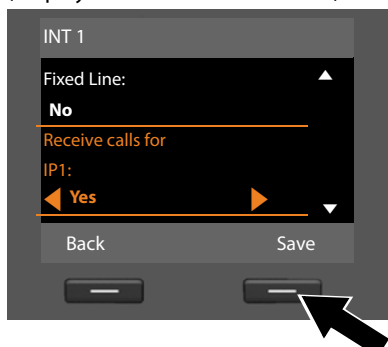 INT 1
Fixed Line:
No
Receive calls for
IP1:
Yes
Back Save